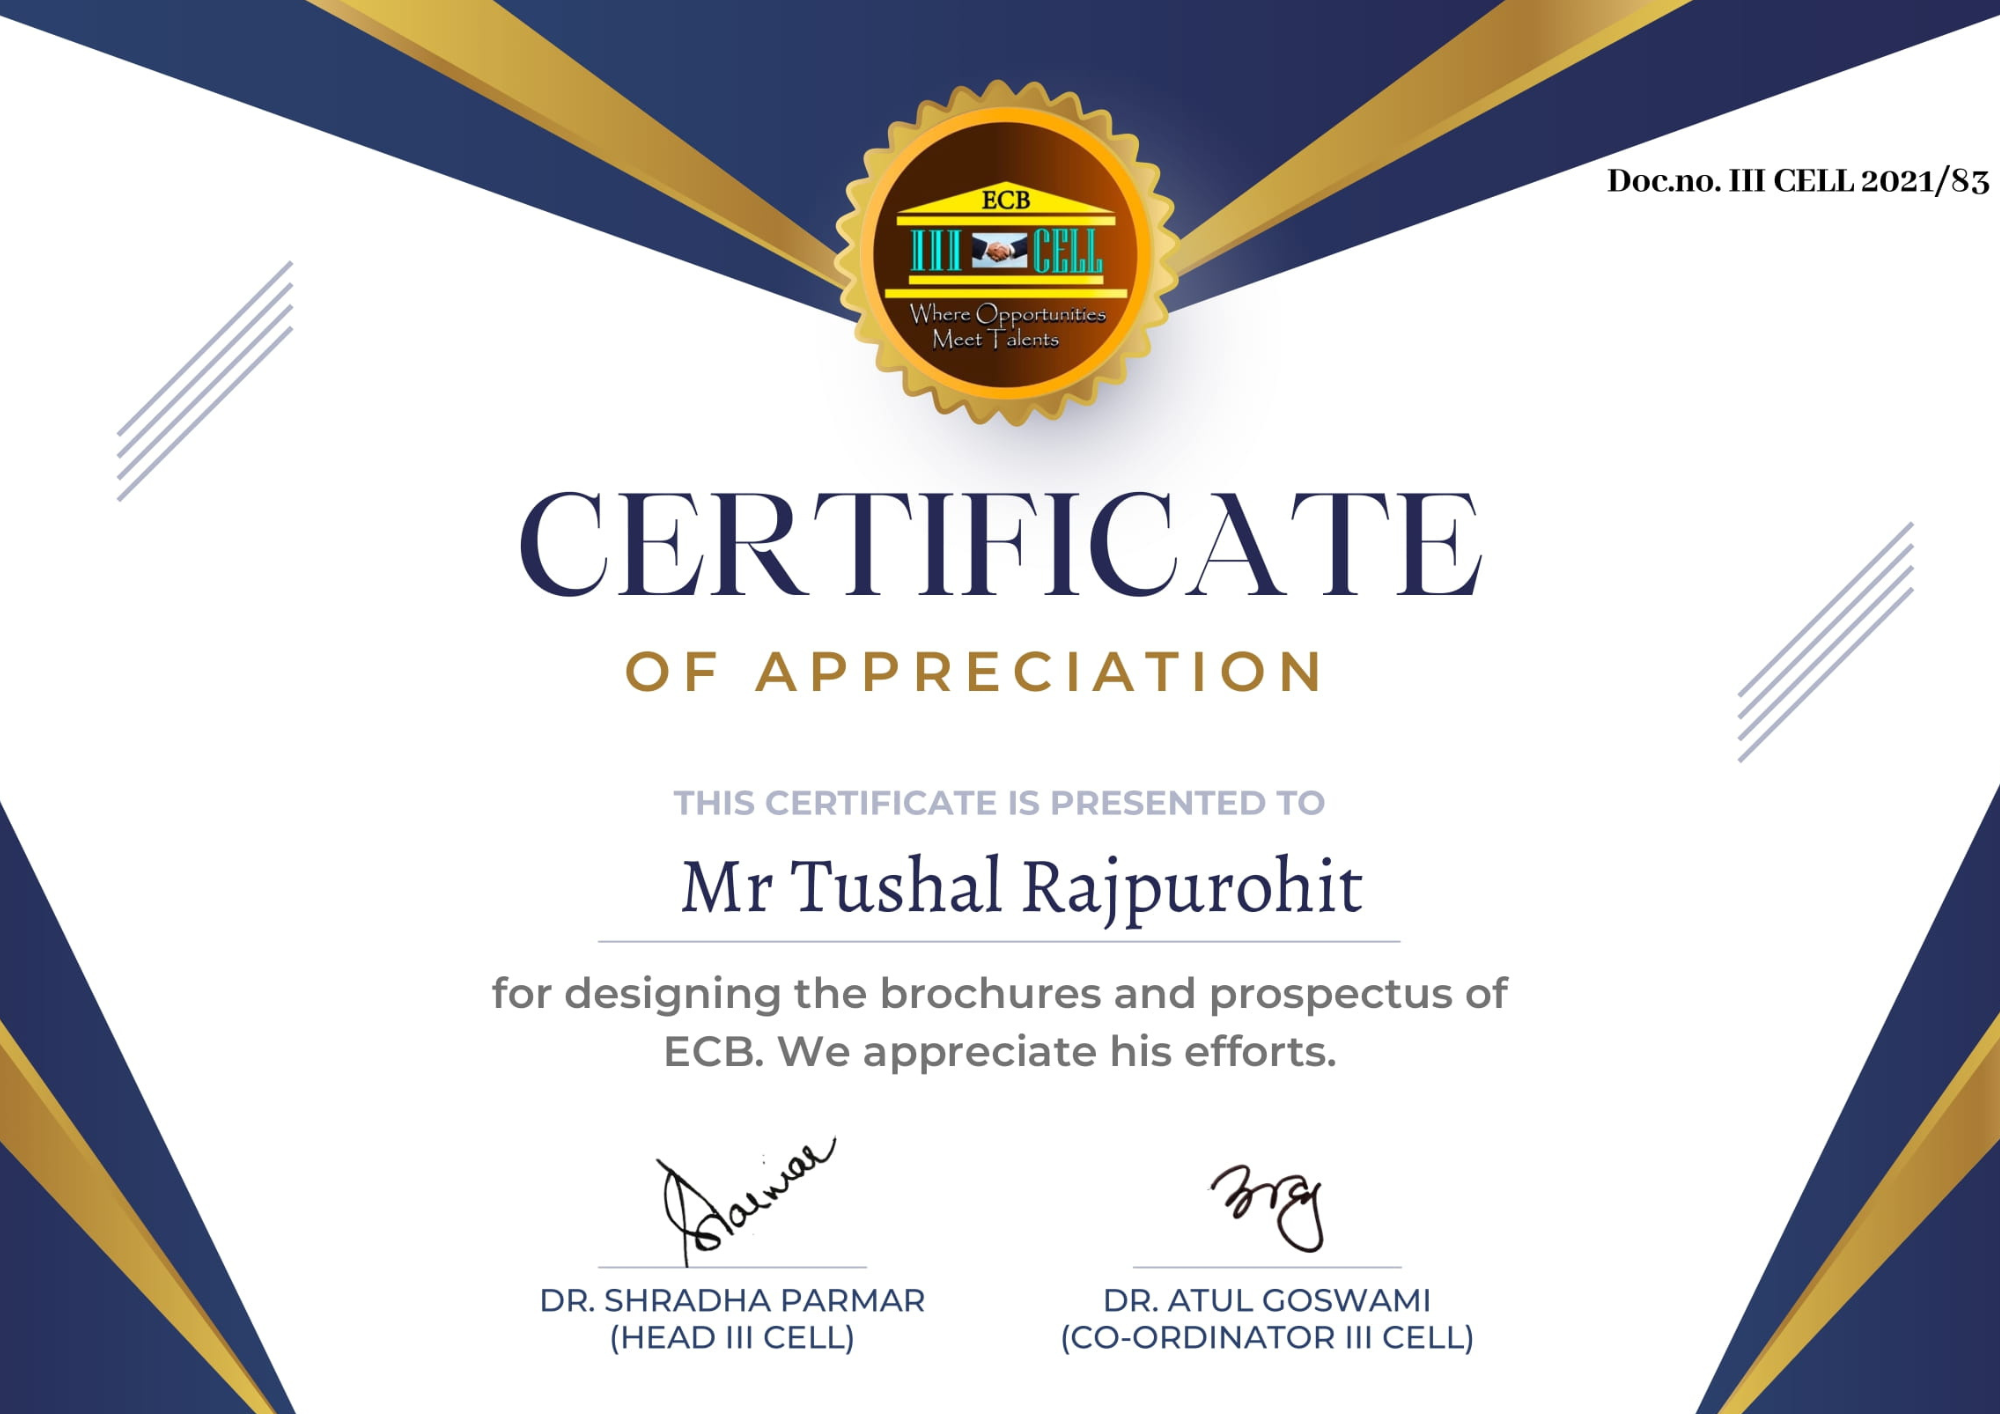 Doc.no. III CELL 2021/83
ECB
III CELL
Where Opportunities
Meet Talents
CERTIFICATE
OF APPRECIATION
THIS CERTIFICATE IS PRESENTED TO
Mr Tushal Rajpurohit
for designing the brochures and prospectus of
ECB. We appreciate his efforts.
DR. SHRADHA PARMAR
(HEAD III CELL)
DR. ATUL GOSWAMI
(CO-ORDINATOR III CELL)